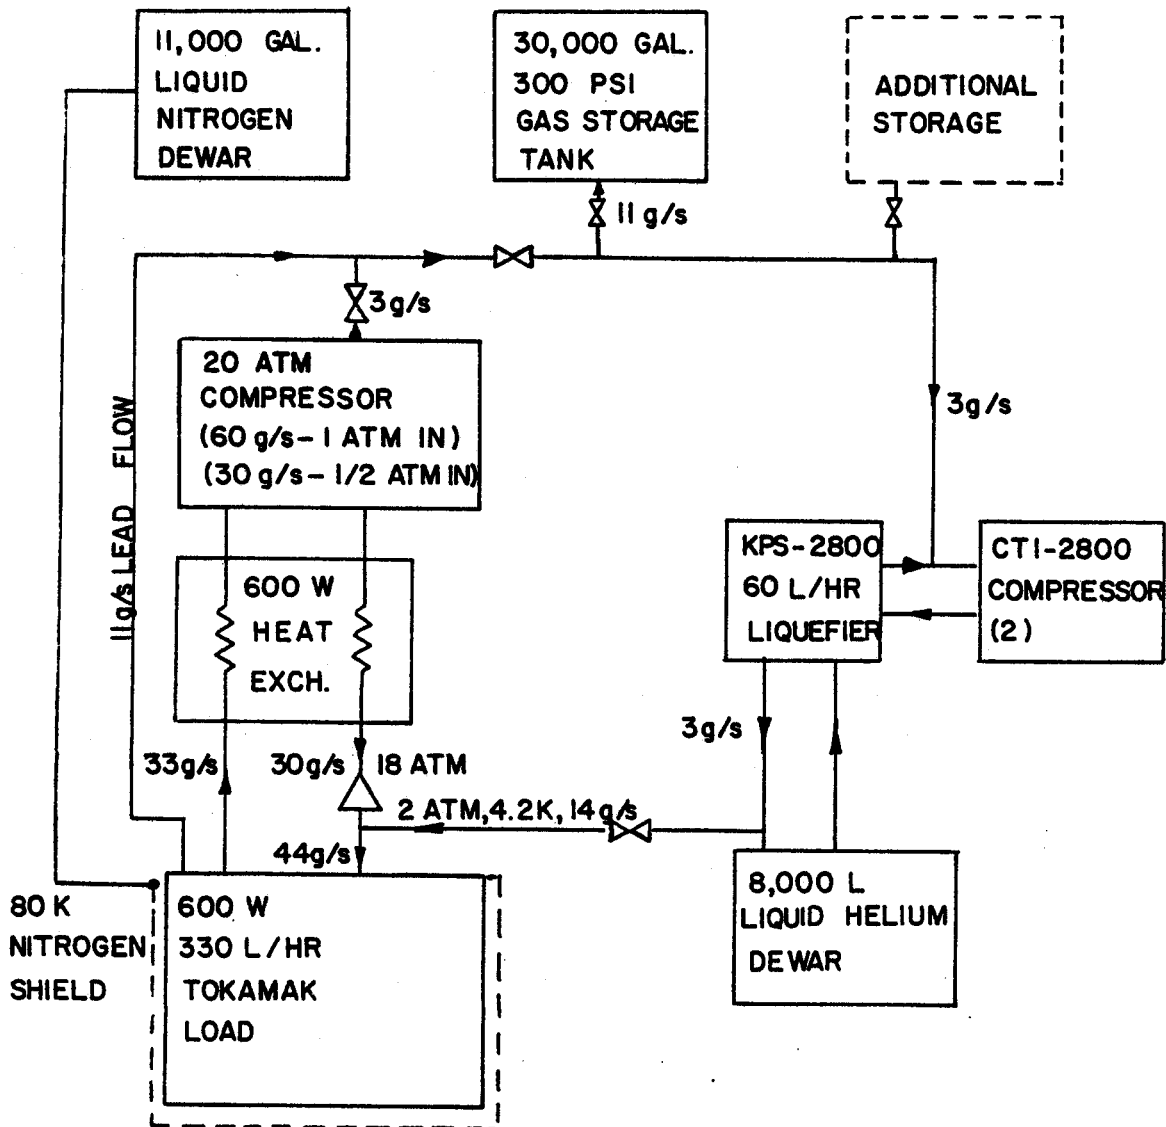 11,000 GAL.
LIQUID
NITROGEN
DEWAR
30,000 GAL.
300 PSI
GAS STORAGE
TANK
ADDITIONAL
STORAGE
11 g/s
3g/s
20 ATM
COMPRESSOR
(60 g/s-1 ATM IN)
(30 g/s-1/2 ATM IN)
11g/s LEAD FLOW
3g/s
600 W
HEAT
EXCH.
KPS-2800
60 L/HR
LIQUEFIER
CTI-2800
COMPRESSOR
(2)
33g/s
30g/s
18 ATM
3g/s
2 ATM, 4.2K, 14g/s
44g/s
80 K
NITROGEN
SHIELD
600 W
330 L/HR
TOKAMAK
LOAD
8,000 L
LIQUID HELIUM
DEWAR